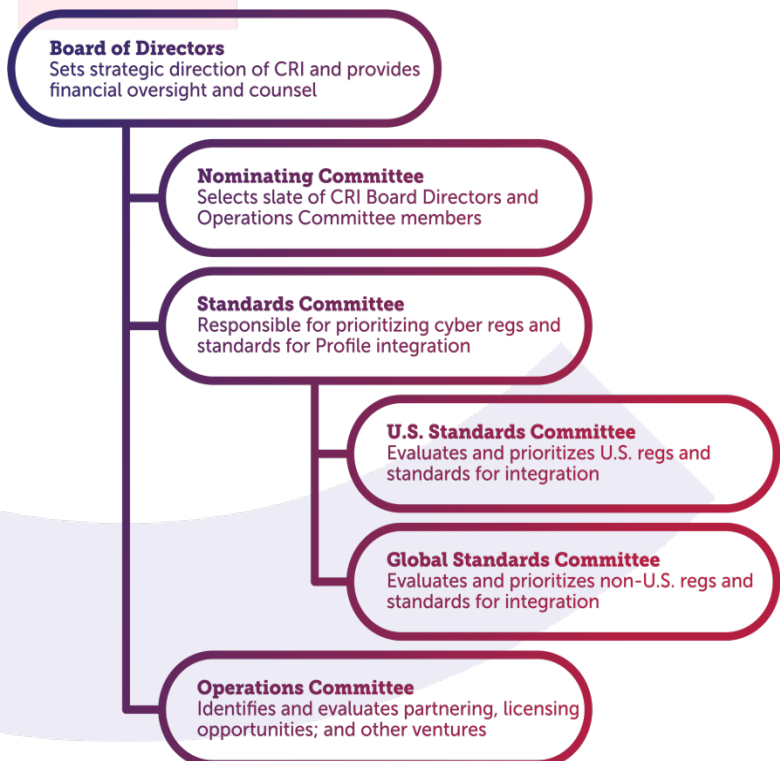 Board of Directors
Sets strategic direction of CRI and provides
financial oversight and counsel
Nominating Committee
Selects slate of CRI Board Directors and
Operations Committee members
Standards Committee
Responsible for prioritizing cyber regs and
standards for Profile integration
U.S. Standards Committee
Evaluates and prioritizes U.S. regs and
standards for integration
Global Standards Committee
Evaluates and prioritizes non-U.S. regs and
standards for integration
Operations Committee
Identifies and evaluates partnering, licensing
opportunities; and other ventures